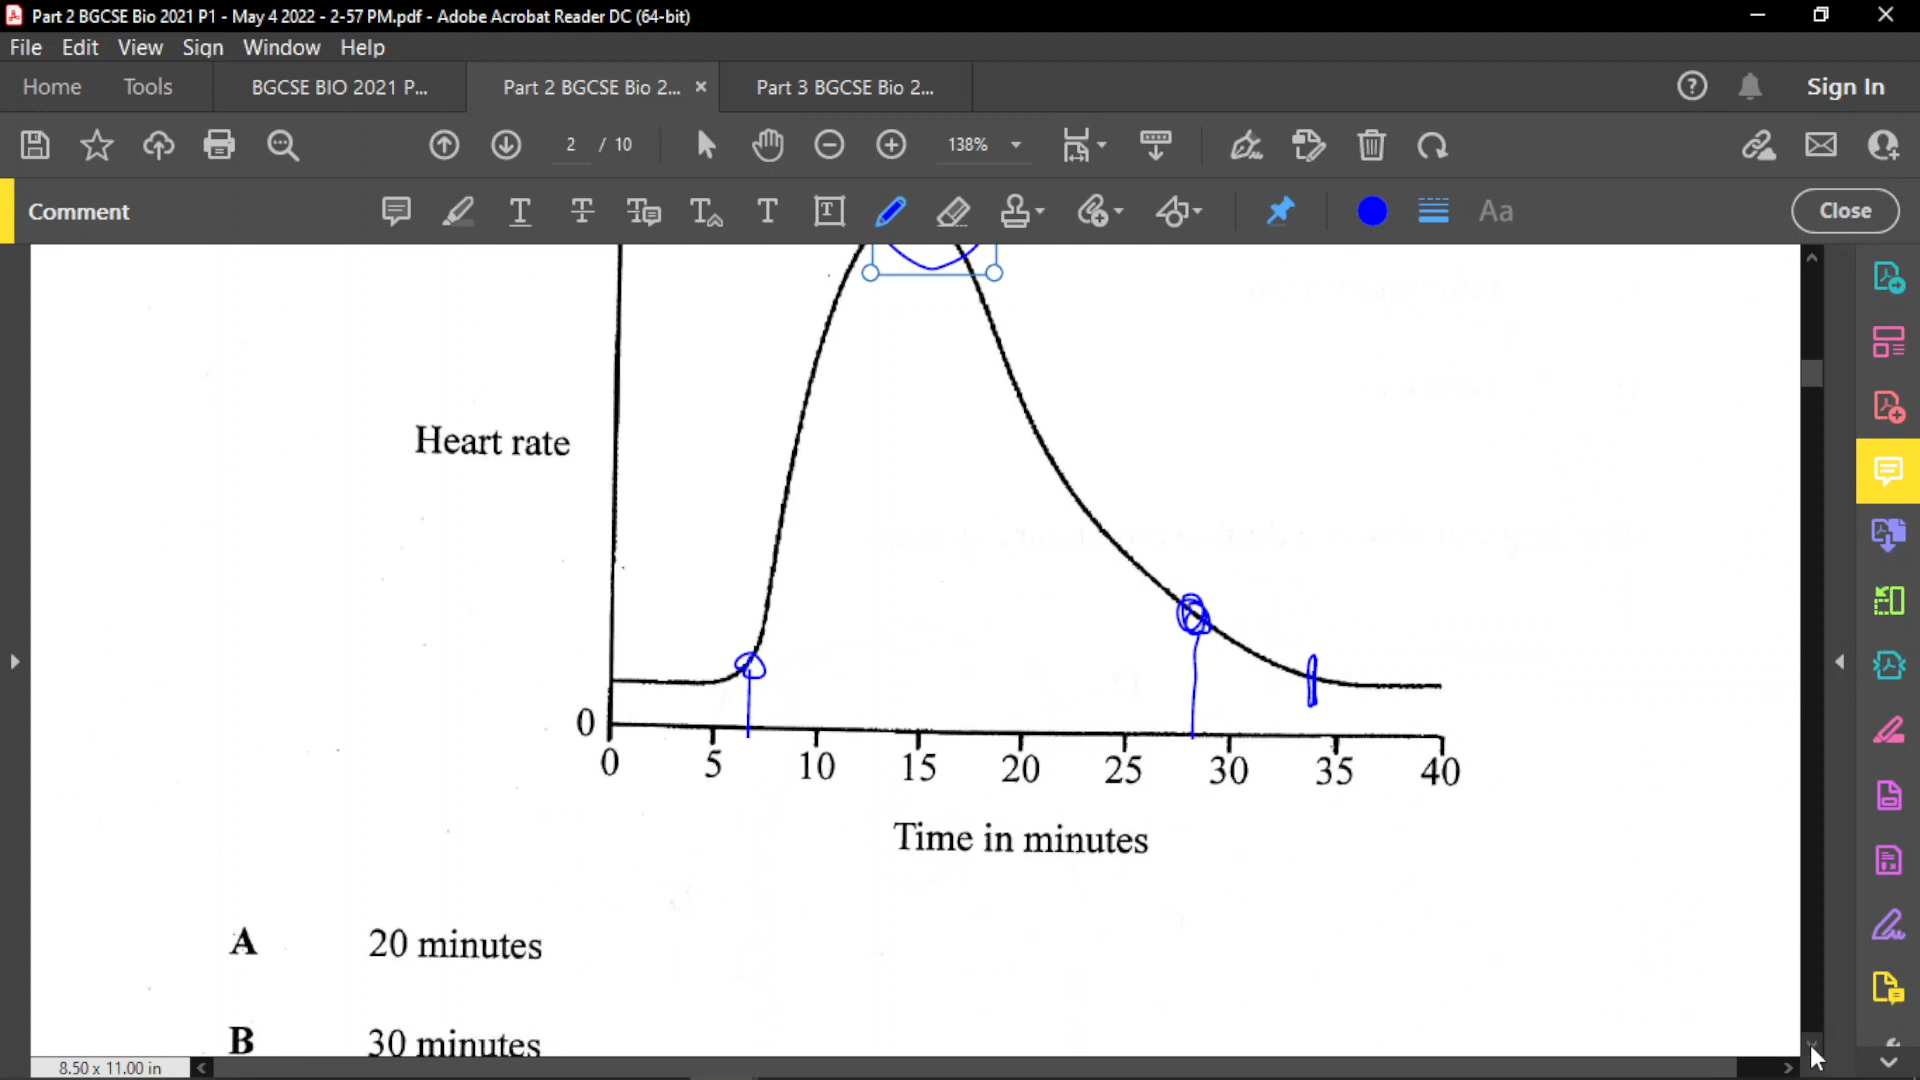 Part 2 BGCSE Bio 2021 P1 - May 4 2022 - 2-57 PM.pdf - Adobe Acrobat Reader DC (64-bit)
File Edit View Sign Window Help
Home Tools BGCSE BIO 2021 P... Part 2 BGCSE Bio 2... × Part 3 BGCSE Bio 2... Sign In
2 / 10 138%
Comment Aa Close
Heart rate
0
0 5 10 15 20 25 30 35 40
Time in minutes
A 20 minutes
B 30 minutes
8.50 x 11.00 in